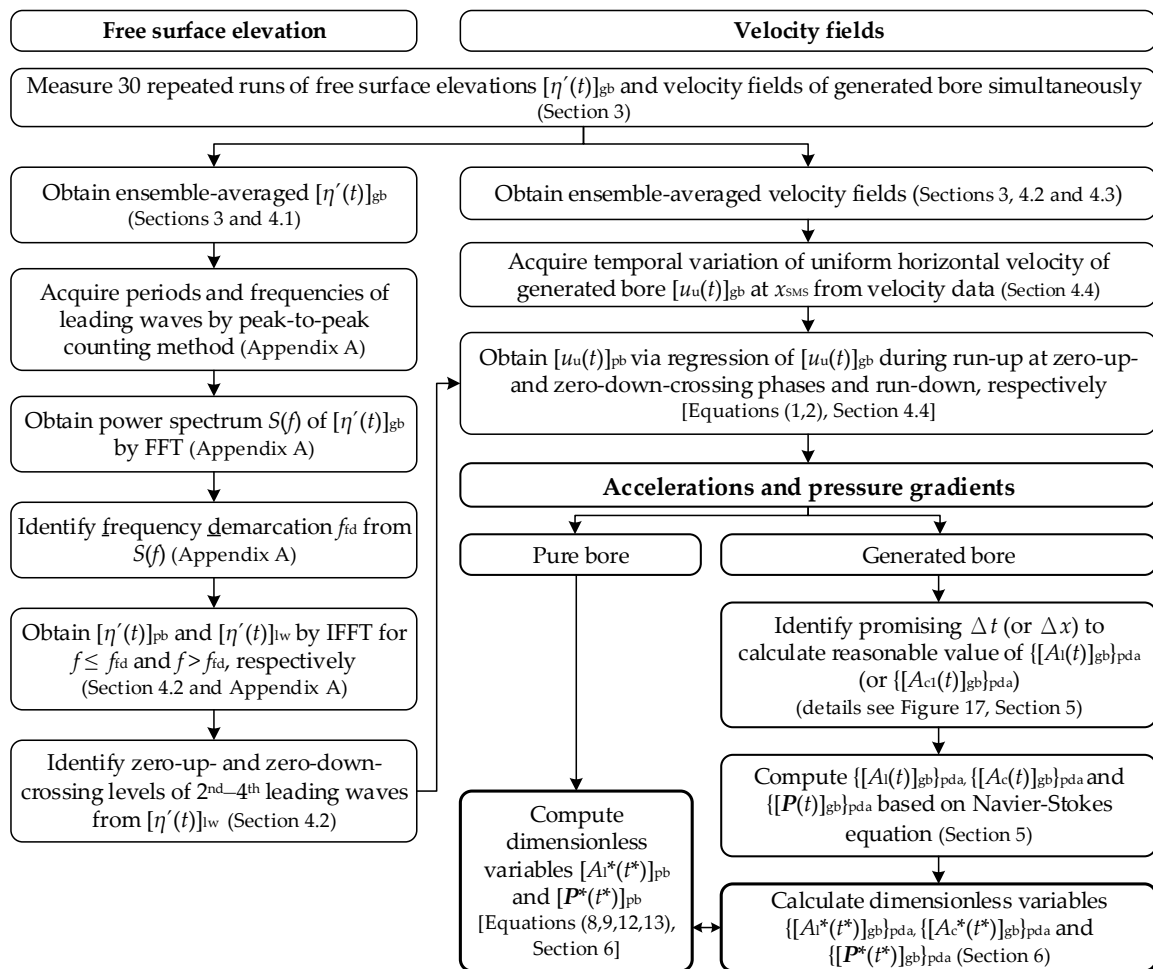 Free surface elevation
Velocity fields
Measure 30 repeated runs of free surface elevations [η′(t)]gb and velocity fields of generated bore simultaneously
(Section 3)
Obtain ensemble-averaged [η′(t)]gb
(Sections 3 and 4.1)
Acquire periods and frequencies of
leading waves by peak-to-peak
counting method (Appendix A)
Obtain power spectrum S(f) of [η′(t)]gb
by FFT (Appendix A)
Identify frequency demarcation ffd from
S(f) (Appendix A)
Obtain [η′(t)]pb and [η′(t)]lw by IFFT for
f ≤ ffd and f > ffd, respectively
(Section 4.2 and Appendix A)
Identify zero-up- and zero-down-
crossing levels of 2nd–4th leading waves
from [η′(t)]lw (Section 4.2)
Obtain ensemble-averaged velocity fields (Sections 3, 4.2 and 4.3)
Acquire temporal variation of uniform horizontal velocity of
generated bore [uu(t)]gb at xSMS from velocity data (Section 4.4)
Obtain [uu(t)]pb via regression of [uu(t)]gb during run-up at zero-up-
and zero-down-crossing phases and run-down, respectively
[Equations (1,2), Section 4.4]
Accelerations and pressure gradients
Pure bore
Compute
dimensionless
variables [Al*(t*)]pb
and [P*(t*)]pb
[Equations (8,9,12,13),
Section 6]
Generated bore
Identify promising Δt (or Δx) to
calculate reasonable value of {[Al(t)]gb}pda
(or {[Ac1(t)]gb}pda)
(details see Figure 17, Section 5)
Compute {[Al(t)]gb}pda, {[Ac(t)]gb}pda and
{[P(t)]gb}pda based on Navier-Stokes
equation (Section 5)
Calculate dimensionless variables
{[Al*(t*)]gb}pda, {[Ac*(t*)]gb}pda and
{[P*(t*)]gb}pda (Section 6)